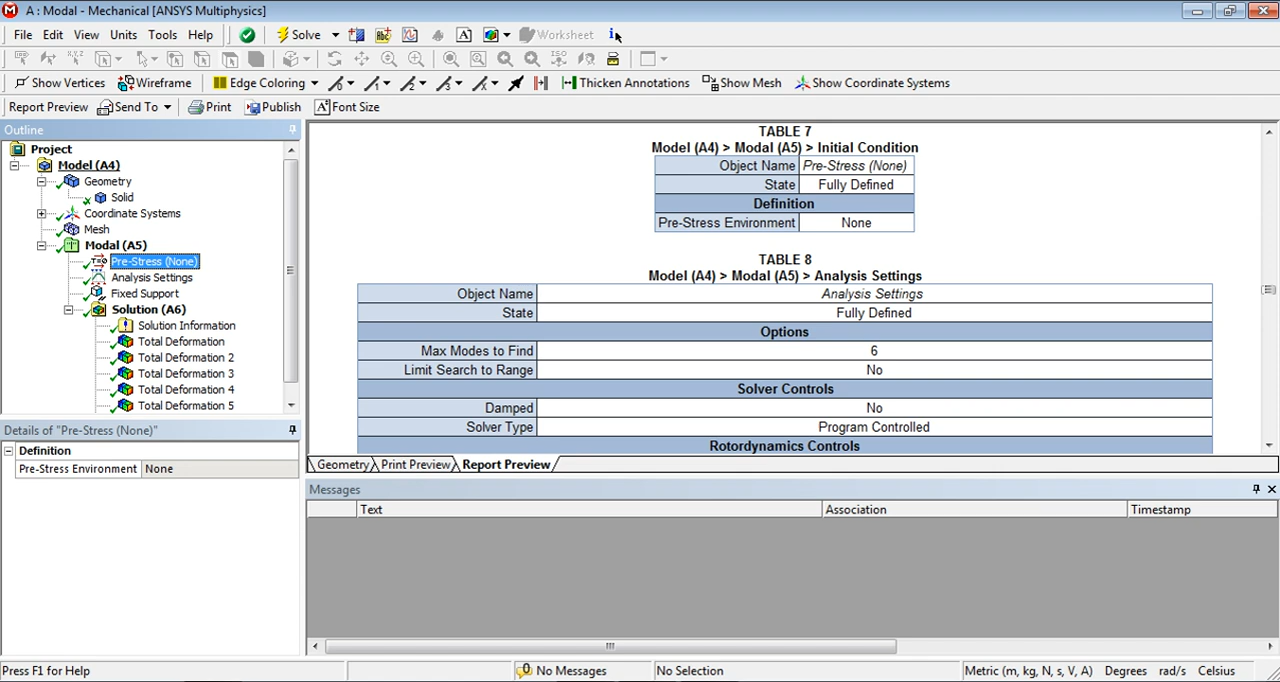 A : Modal - Mechanical [ANSYS Multiphysics]
File Edit View Units Tools Help Solve Worksheet
Show Vertices Wireframe Edge Coloring Thicken Annotations Show Mesh Show Coordinate Systems
Report Preview Send To Print Publish A Font Size
Outline
Project
Model (A4)
Geometry
Solid
Coordinate Systems
Mesh
Modal (A5)
Pre-Stress (None)
Analysis Settings
Fixed Support
Solution (A6)
Solution Information
Total Deformation
Total Deformation 2
Total Deformation 3
Total Deformation 4
Total Deformation 5
Details of "Pre-Stress (None)"
Definition
Pre-Stress Environment None
TABLE 7
Model (A4) > Modal (A5) > Initial Condition
Object Name Pre-Stress (None)
State Fully Defined
Definition
Pre-Stress Environment None
TABLE 8
Model (A4) > Modal (A5) > Analysis Settings
Object Name Analysis Settings
State Fully Defined
Options
Max Modes to Find 6
Limit Search to Range No
Solver Controls
Damped No
Solver Type Program Controlled
Rotordynamics Controls
Geometry Print Preview Report Preview
Messages
Text Association Timestamp
Press F1 for Help 0 No Messages No Selection Metric (m, kg, N, s, V, A) Degrees rad/s Celsius